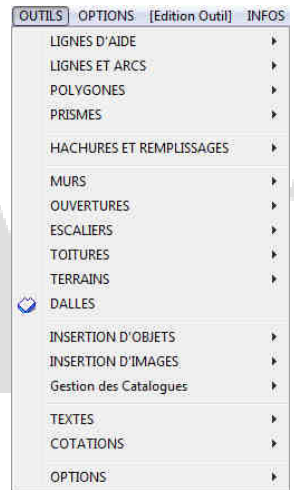 OUTILS OPTIONS [Edition Outil] INFOS
LIGNES D'AIDE
LIGNES ET ARCS
POLYGONES
PRISMES
HACHURES ET REMPLISSAGES
MURS
OUVERTURES
ESCALIERS
TOITURES
TERRAINS
DALLES
INSERTION D'OBJETS
INSERTION D'IMAGES
Gestion des Catalogues
TEXTES
COTATIONS
OPTIONS